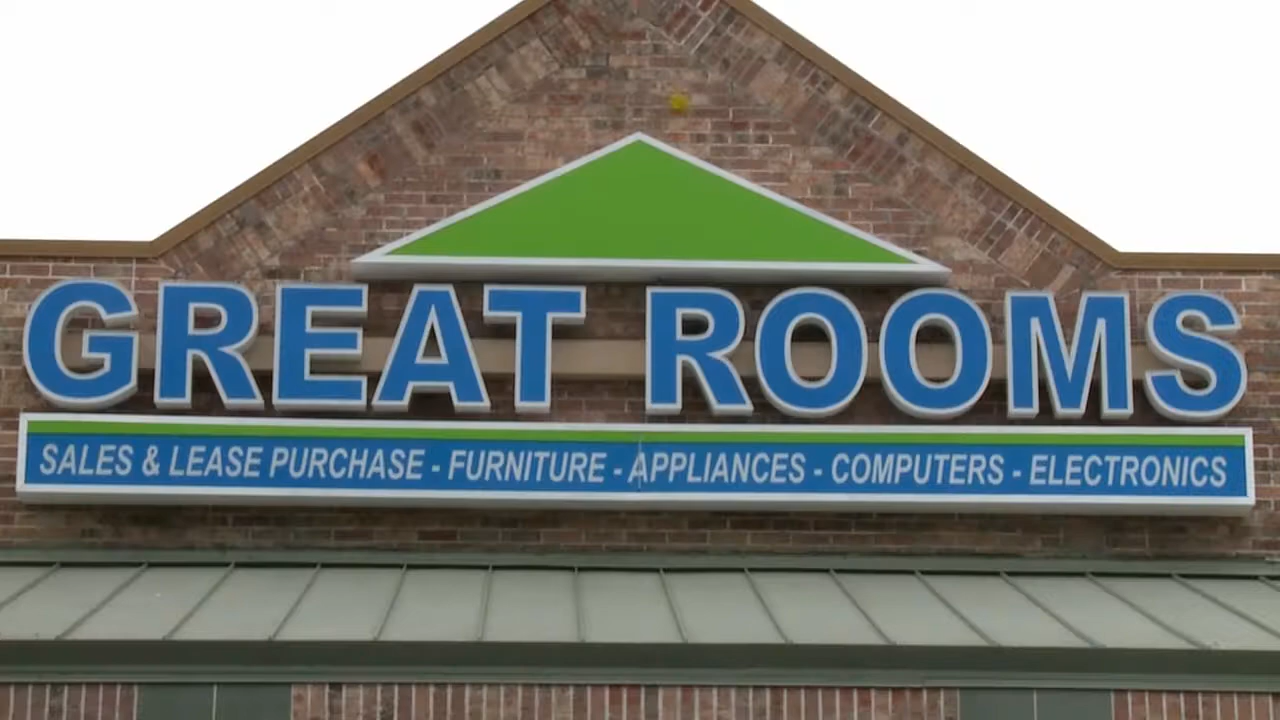 GREAT ROOMS
SALES & LEASE PURCHASE - FURNITURE - APPLIANCES - COMPUTERS - ELECTRONICS